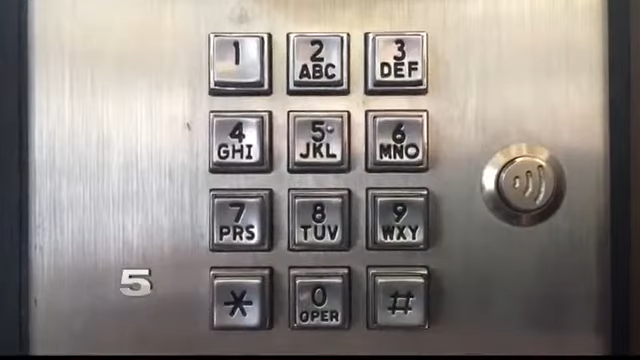 1 2 3
ABC DEF
4 5 6
GHI JKL MNO
7 8 9
PRS TUV WXY
* 0 #
OPER
5